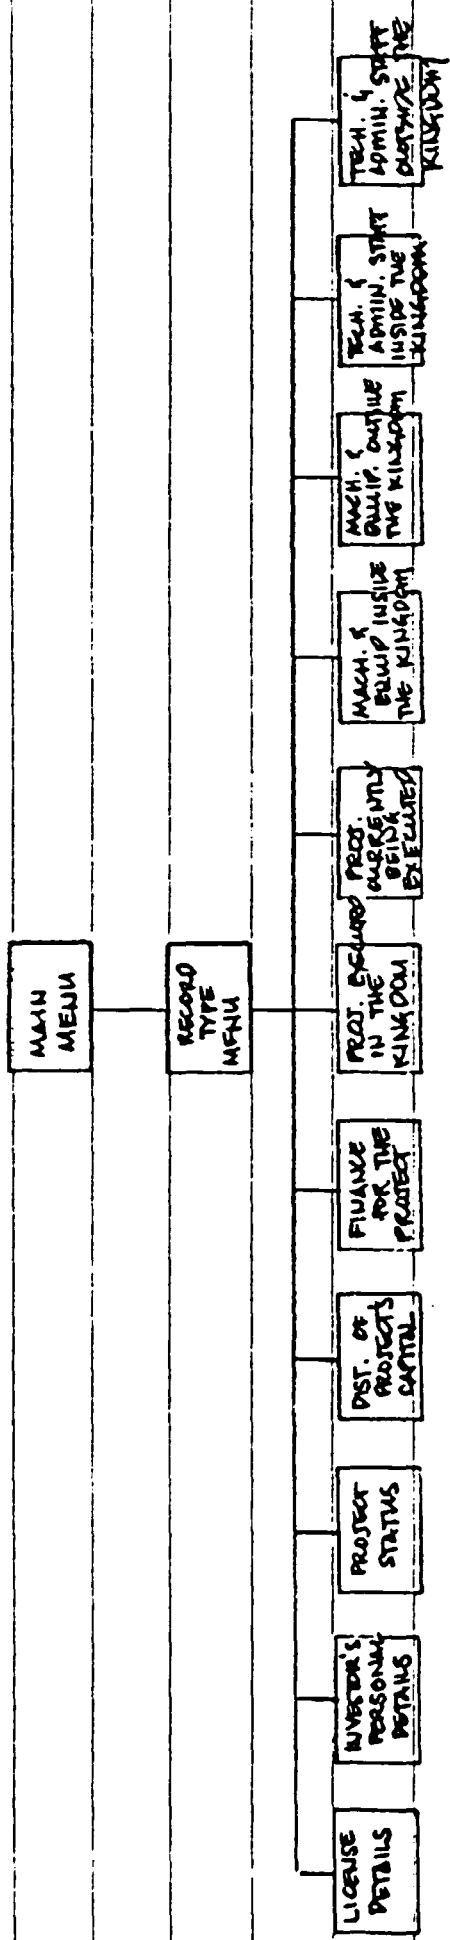 MAIN
MENU
RECORD
TYPE
MENU
LICENSE
DETAILS
INVESTOR'S
PERSONAL
DETAILS
PROJECT
STATUS
DIST. OF
PROJECT'S
CAPITAL
FINANCE
FOR THE
PROJECT
PROJ. EXECUTED
IN THE
KINGDOM
PROJ.
CURRENTLY
BEING
EXECUTED
MACH. &
EQUIP INSIDE
THE KINGDOM
MACH. &
EQUIP. OUTSIDE
THE KINGDOM
TECH. &
ADMIN. STAFF
INSIDE THE
KINGDOM
TECH. &
ADMIN. STAFF
OUTSIDE THE
KINGDOM